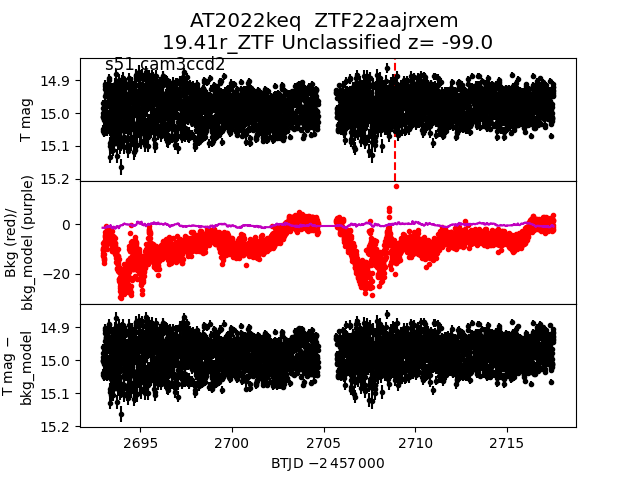 AT2022keq  ZTF22aajrxem
19.41r_ZTF Unclassified z= -99.0
s51 cam3ccd2
T mag
14.9
15.0
15.1
15.2
Bkg (red)/
bkg_model (purple)
0
−20
T mag −
bkg_model
14.9
15.0
15.1
15.2
2695
2700
2705
2710
2715
BTJD −2 457 000